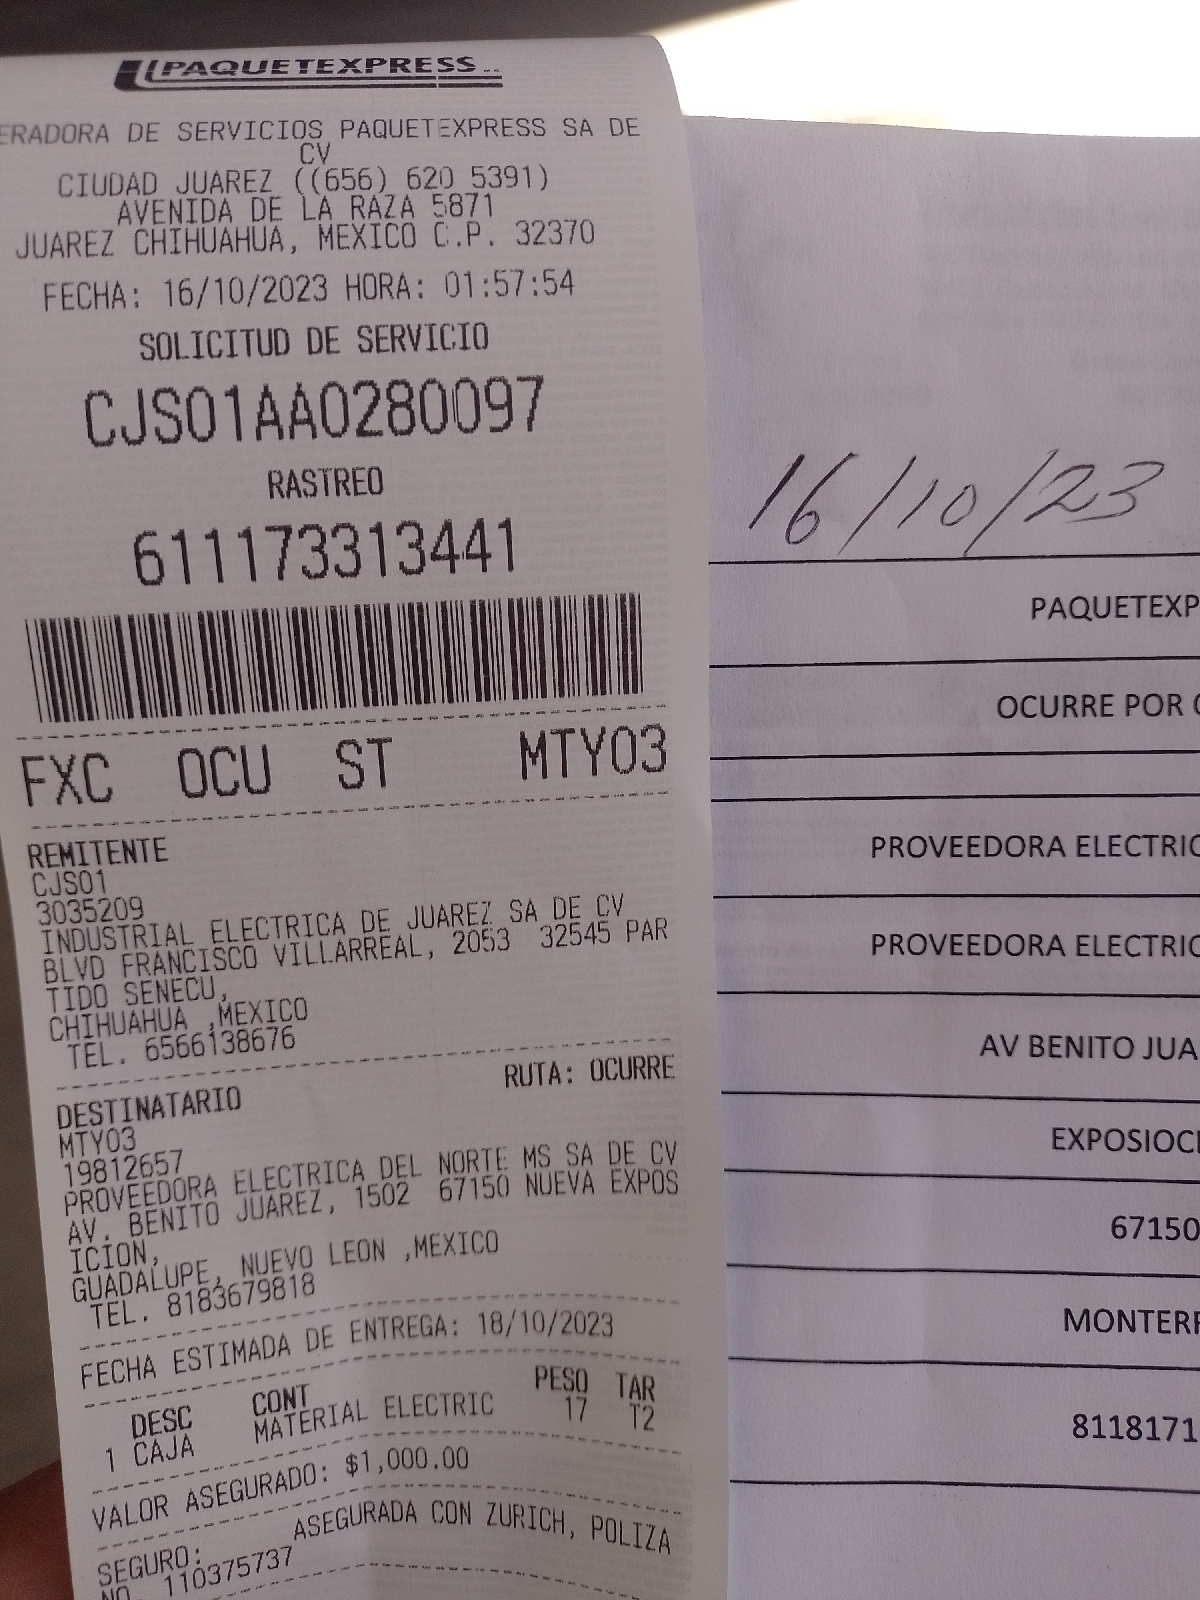 PAQUETEXPRESS
ERADORA DE SERVICIOS PAQUETEXPRESS SA DE
CV
CIUDAD JUAREZ ((656) 620 5391)
AVENIDA DE LA RAZA 5871
JUAREZ CHIHUAHUA, MEXICO C.P. 32370
FECHA: 16/10/2023 HORA: 01:57:54
SOLICITUD DE SERVICIO
CJS01AA0280097
RASTREO
611173313441
FXC OCU ST MTY03
REMITENTE
CJS01
3035209
INDUSTRIAL ELECTRICA DE JUAREZ SA DE CV
BLVD FRANCISCO VILLARREAL, 2053 32545 PAR
TIDO SENECU,
CHIHUAHUA ,MEXICO
TEL. 6566138676
RUTA: OCURRE
DESTINATARIO
MTY03
19812657
PROVEEDORA ELECTRICA DEL NORTE MS SA DE CV
AV. BENITO JUAREZ, 1502 67150 NUEVA EXPOS
ICION,
GUADALUPE, NUEVO LEON ,MEXICO
TEL. 8183679818
FECHA ESTIMADA DE ENTREGA: 18/10/2023
DESC CONT PESO TAR
1 CAJA MATERIAL ELECTRIC 17 T2
VALOR ASEGURADO: $1,000.00
SEGURO: ASEGURADA CON ZURICH, POLIZA
NO. 110375737
16/10/23
PAQUETEXP
OCURRE POR
PROVEEDORA ELECTRIC
PROVEEDORA ELECTRIC
AV BENITO JUA
EXPOSIOCI
67150
MONTERR
8118171